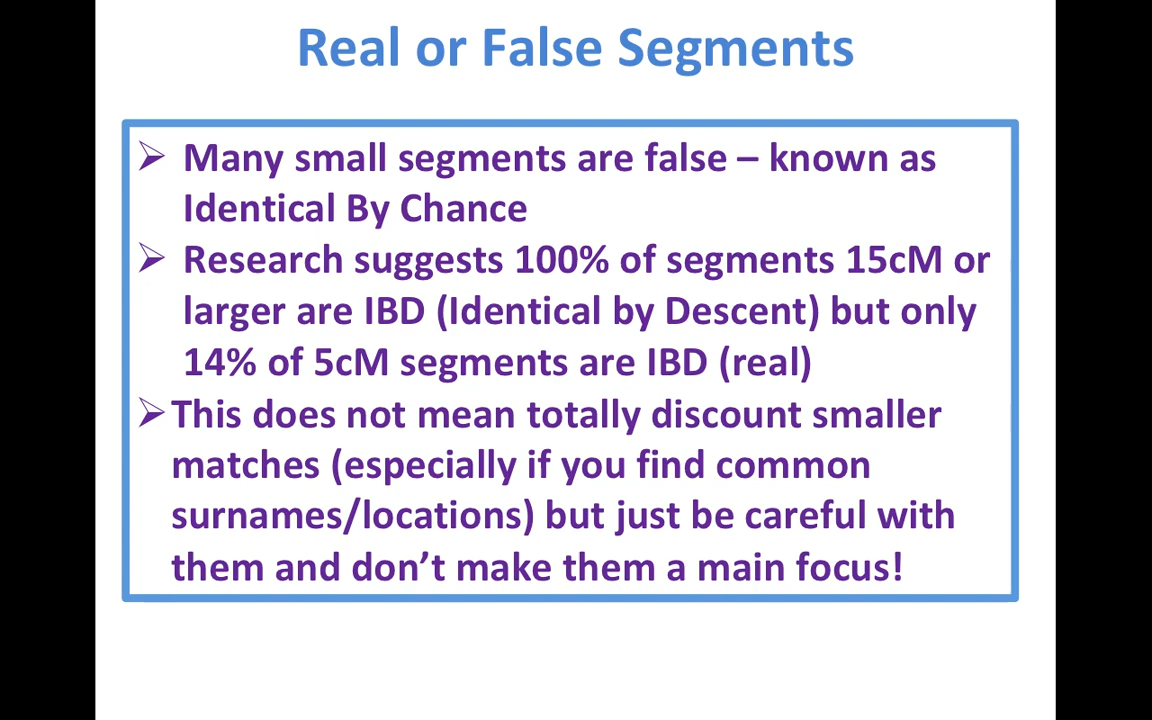 Real or False Segments
➢ Many small segments are false – known as
Identical By Chance
➢ Research suggests 100% of segments 15cM or
larger are IBD (Identical by Descent) but only
14% of 5cM segments are IBD (real)
➢ This does not mean totally discount smaller
matches (especially if you find common
surnames/locations) but just be careful with
them and don’t make them a main focus!